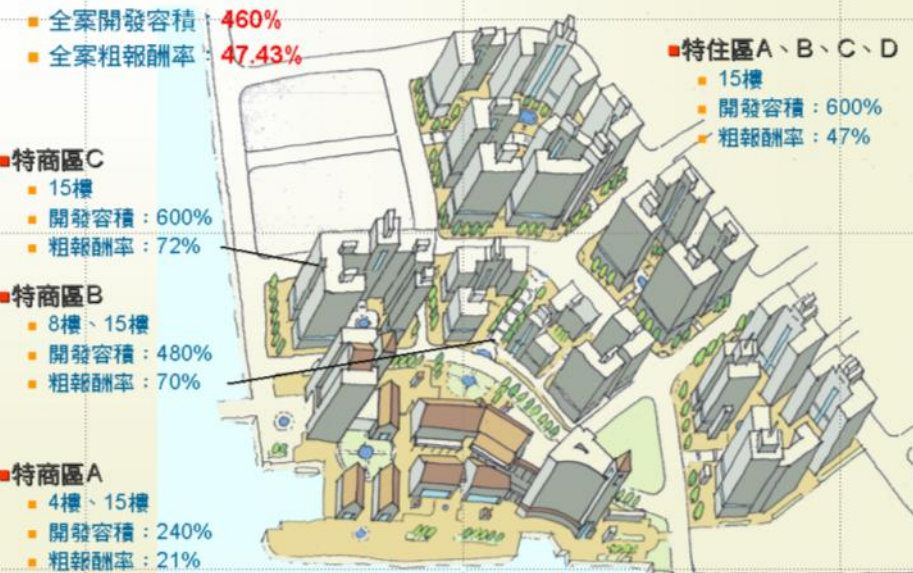 全案開發容積：460%
全案粗報酬率：47.43%
特住區A、B、C、D
15樓
開發容積：600%
粗報酬率：47%
特商區C
15樓
開發容積：600%
粗報酬率：72%
特商區B
8樓、15樓
開發容積：480%
粗報酬率：70%
特商區A
4樓、15樓
開發容積：240%
粗報酬率：21%